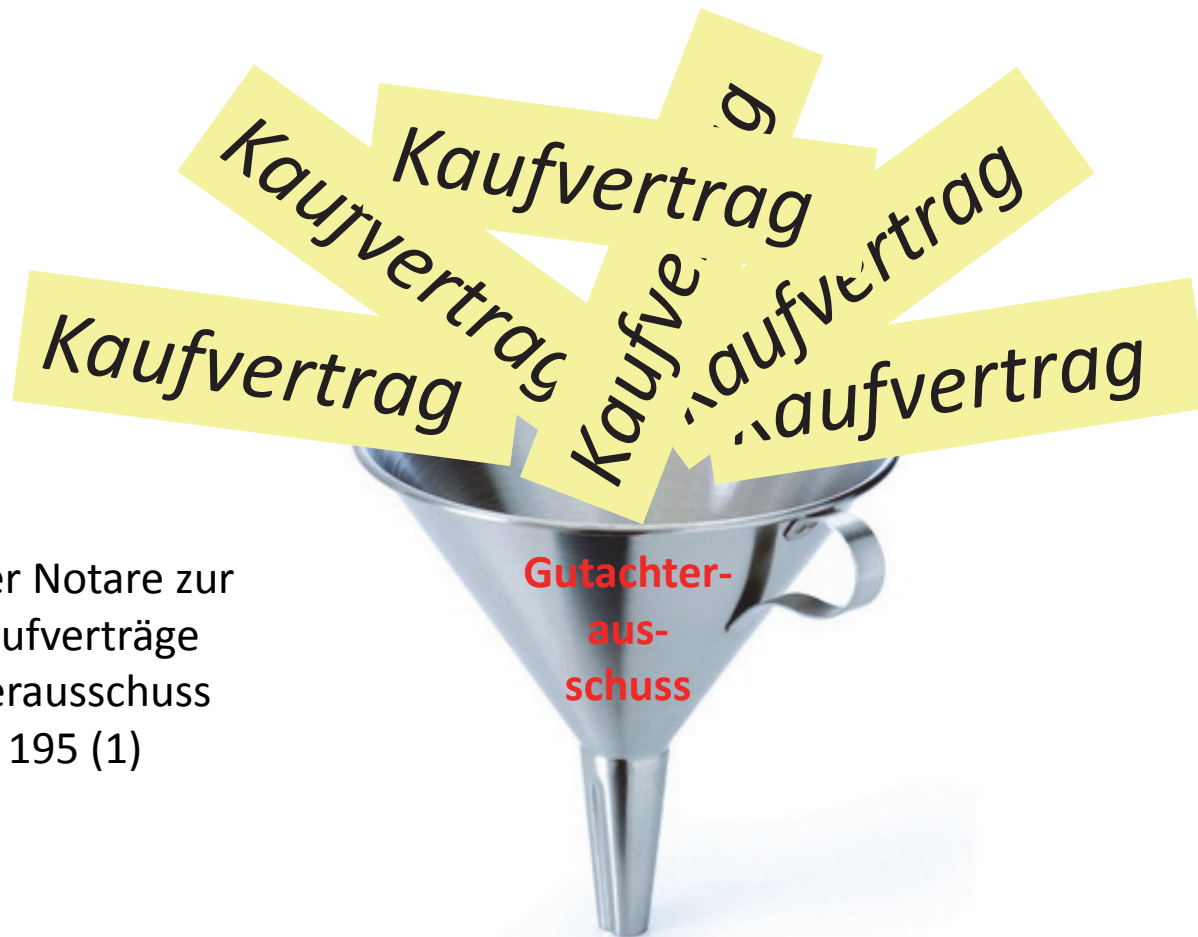 Kaufvertrag
Kaufvertrag
Kaufvertrag
Kaufvertrag
er Notare zur
ufverträge
erausschuss
195 (1)
Gutachter-
aus-
schuss